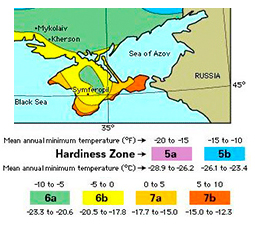 Mykolaiv
Kherson
Sea of Azov
Symferopil
RUSSIA
45°
Black Sea
35°
Mean annual minimum temperature (°F) → -20 to -15 -15 to -10
Hardiness Zone → 5a 5b
Mean annual minimum temperature (°C) → -28.9 to -26.2 -26.1 to -23.4
-10 to -5 -5 to 0 0 to 5 5 to 10
6a 6b 7a 7b
-23.3 to -20.6 -20.5 to -17.8 -17.7 to -15.0 -15.0 to -12.3